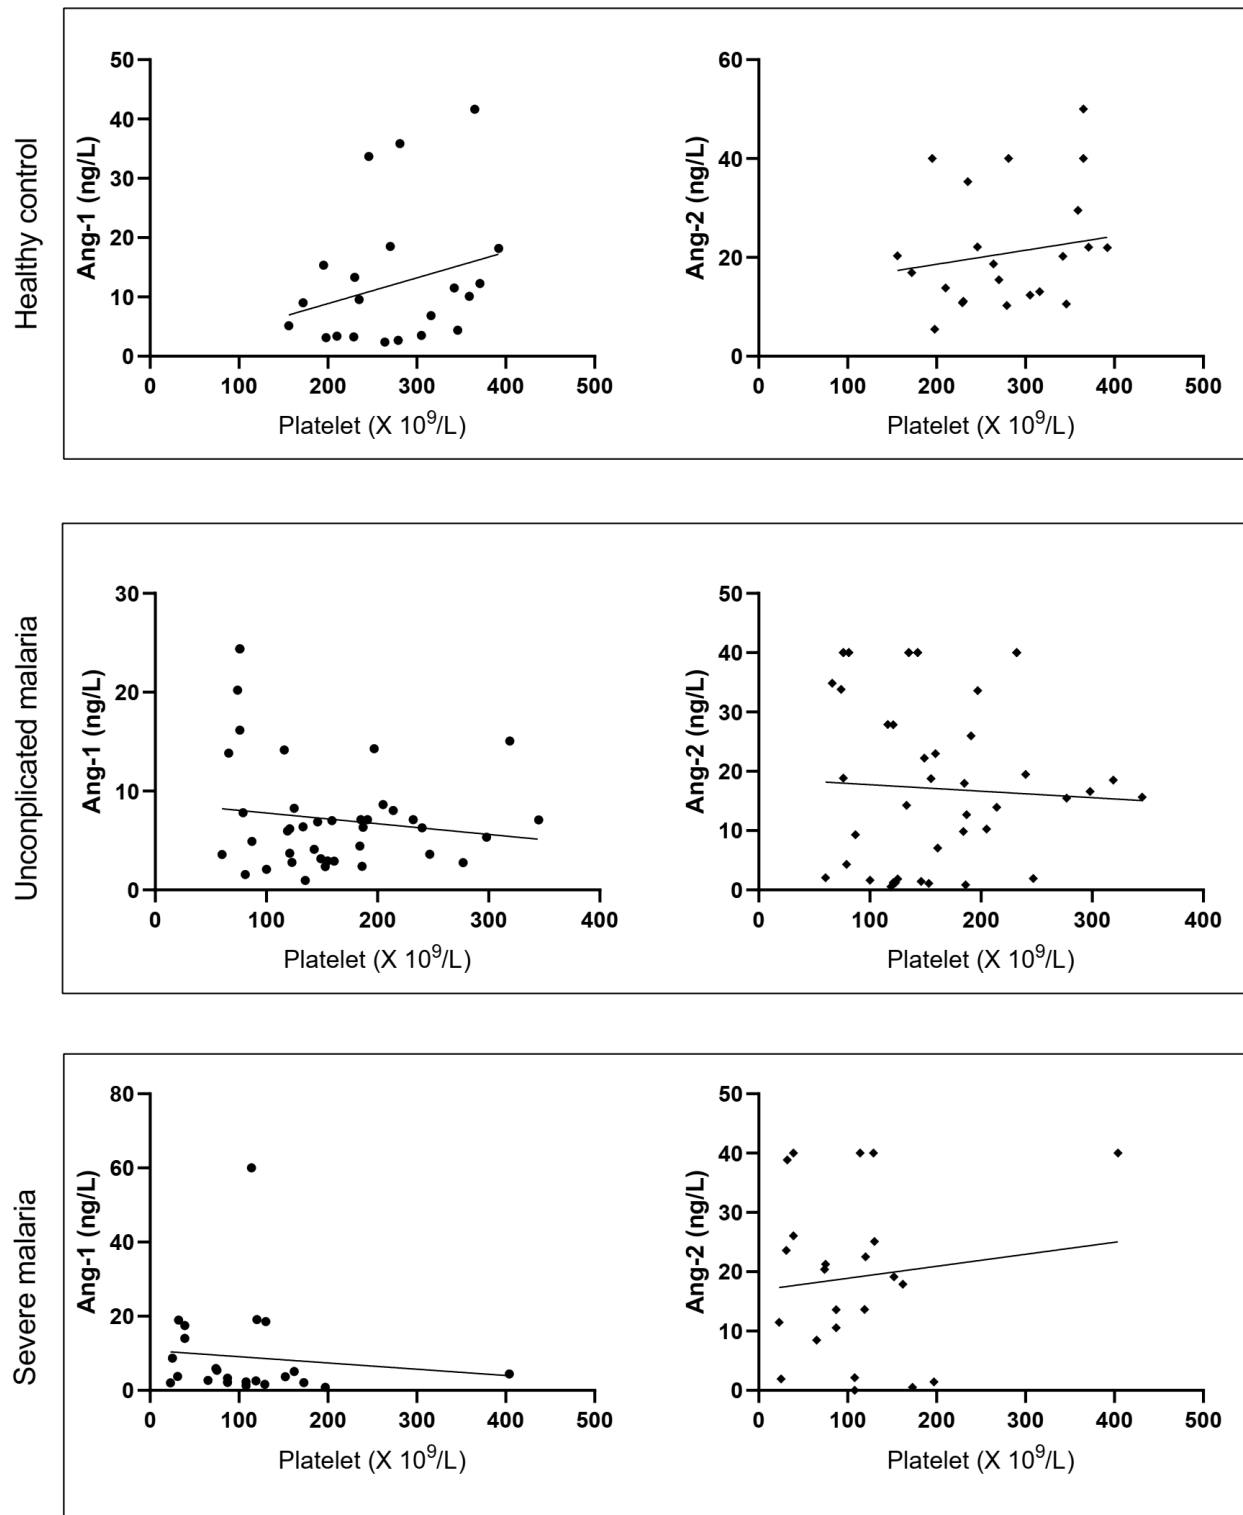 Healthy control
Ang-1 (ng/L)
50
40
30
20
10
0
0 100 200 300 400 500
Platelet (X 10⁹/L)
Ang-2 (ng/L)
60
40
20
0
0 100 200 300 400 500
Platelet (X 10⁹/L)
Unconplicated malaria
Ang-1 (ng/L)
30
20
10
0
0 100 200 300 400
Platelet (X 10⁹/L)
Ang-2 (ng/L)
50
40
30
20
10
0
0 100 200 300 400
Platelet (X 10⁹/L)
Severe malaria
Ang-1 (ng/L)
80
60
40
20
0
0 100 200 300 400 500
Platelet (X 10⁹/L)
Ang-2 (ng/L)
50
40
30
20
10
0
0 100 200 300 400 500
Platelet (X 10⁹/L)